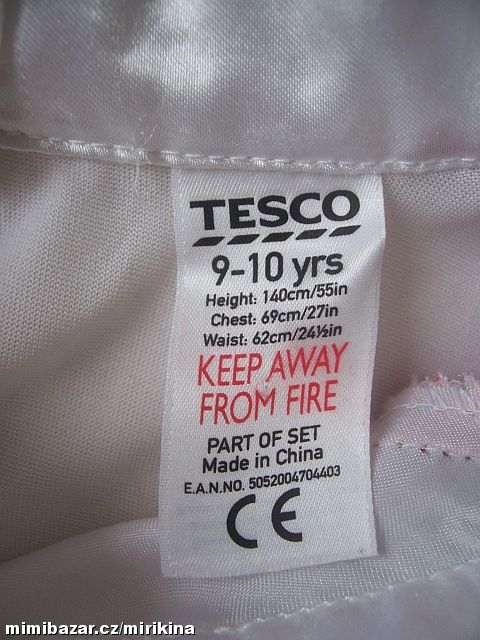 TESCO
9-10 yrs
Height: 140cm/55in
Chest: 69cm/27in
Waist: 62cm/24½in
KEEP AWAY
FROM FIRE
PART OF SET
Made in China
E.A.N.NO. 5052004704403
CE
mimibazar.cz/mirikina